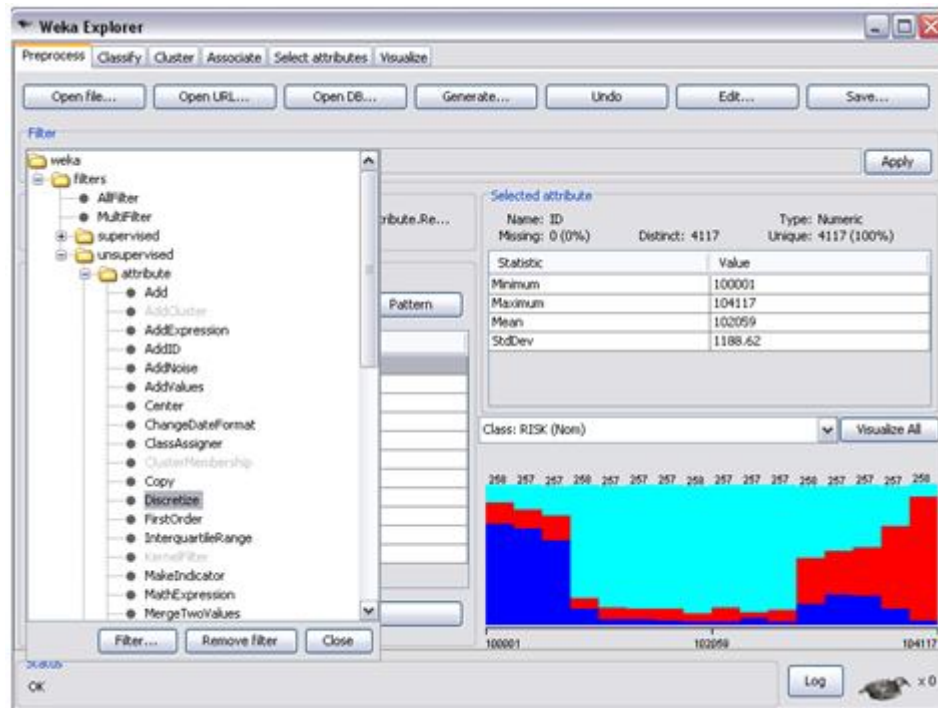 Weka Explorer
Preprocess Classify Cluster Associate Select attributes Visualize
Open file... Open URL... Open DB... Generate... Undo Edit... Save...
Filter
weka
filters
AllFilter
MultiFilter
supervised
unsupervised
attribute
Add
AddCluster
AddExpression
AddID
AddNoise
AddValues
Center
ChangeDateFormat
ClassAssigner
ClusterMembership
Copy
Discretize
FirstOrder
InterquartileRange
KernelFilter
MakeIndicator
MathExpression
MergeTwoValues
Filter... Remove filter Close
Apply
tribute.Re...
Pattern
Selected attribute
Name: ID Type: Numeric
Missing: 0 (0%) Distinct: 4117 Unique: 4117 (100%)
Statistic Value
Minimum 100001
Maximum 104117
Mean 102059
StdDev 1188.62
Class: RISK (Nom) Visualize All
258 257 257 258 257 257 257 258 257 257 257 258 257 257 257 258
100001 102059 104117
Status
OK
Log x 0